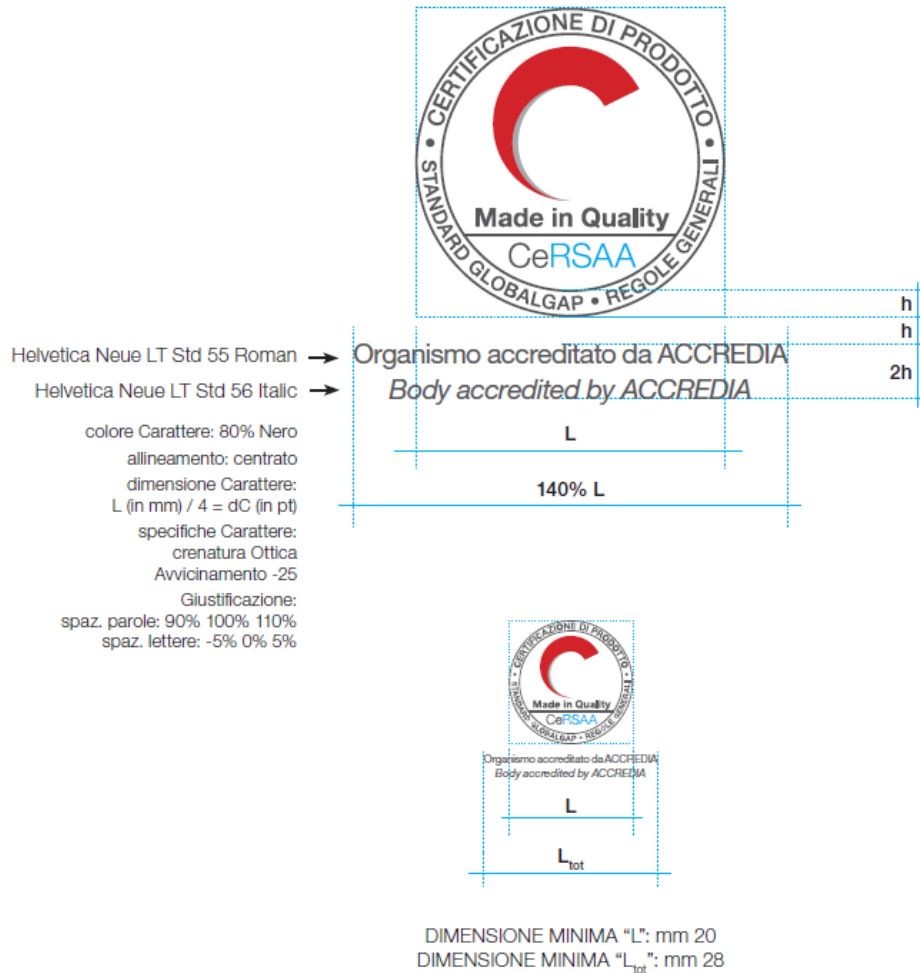 • CERTIFICAZIONE DI PRODOTTO •
STANDARD GLOBALGAP • REGOLE GENERALI
Made in Quality
CeRSAA
h
h
2h
Helvetica Neue LT Std 55 Roman
Organismo accreditato da ACCREDIA
Helvetica Neue LT Std 56 Italic
Body accredited by ACCREDIA
colore Carattere: 80% Nero
allineamento: centrato
dimensione Carattere:
L (in mm) / 4 = dC (in pt)
specifiche Carattere:
crenatura Ottica
Avvicinamento -25
Giustificazione:
spaz. parole: 90% 100% 110%
spaz. lettere: -5% 0% 5%
L
140% L
• CERTIFICAZIONE DI PRODOTTO •
STANDARD GLOBALGAP • REGOLE GENERALI
Made in Quality
CeRSAA
Organismo accreditato da ACCREDIA
Body accredited by ACCREDIA
L
Ltot
DIMENSIONE MINIMA “L”: mm 20
DIMENSIONE MINIMA “Ltot”: mm 28